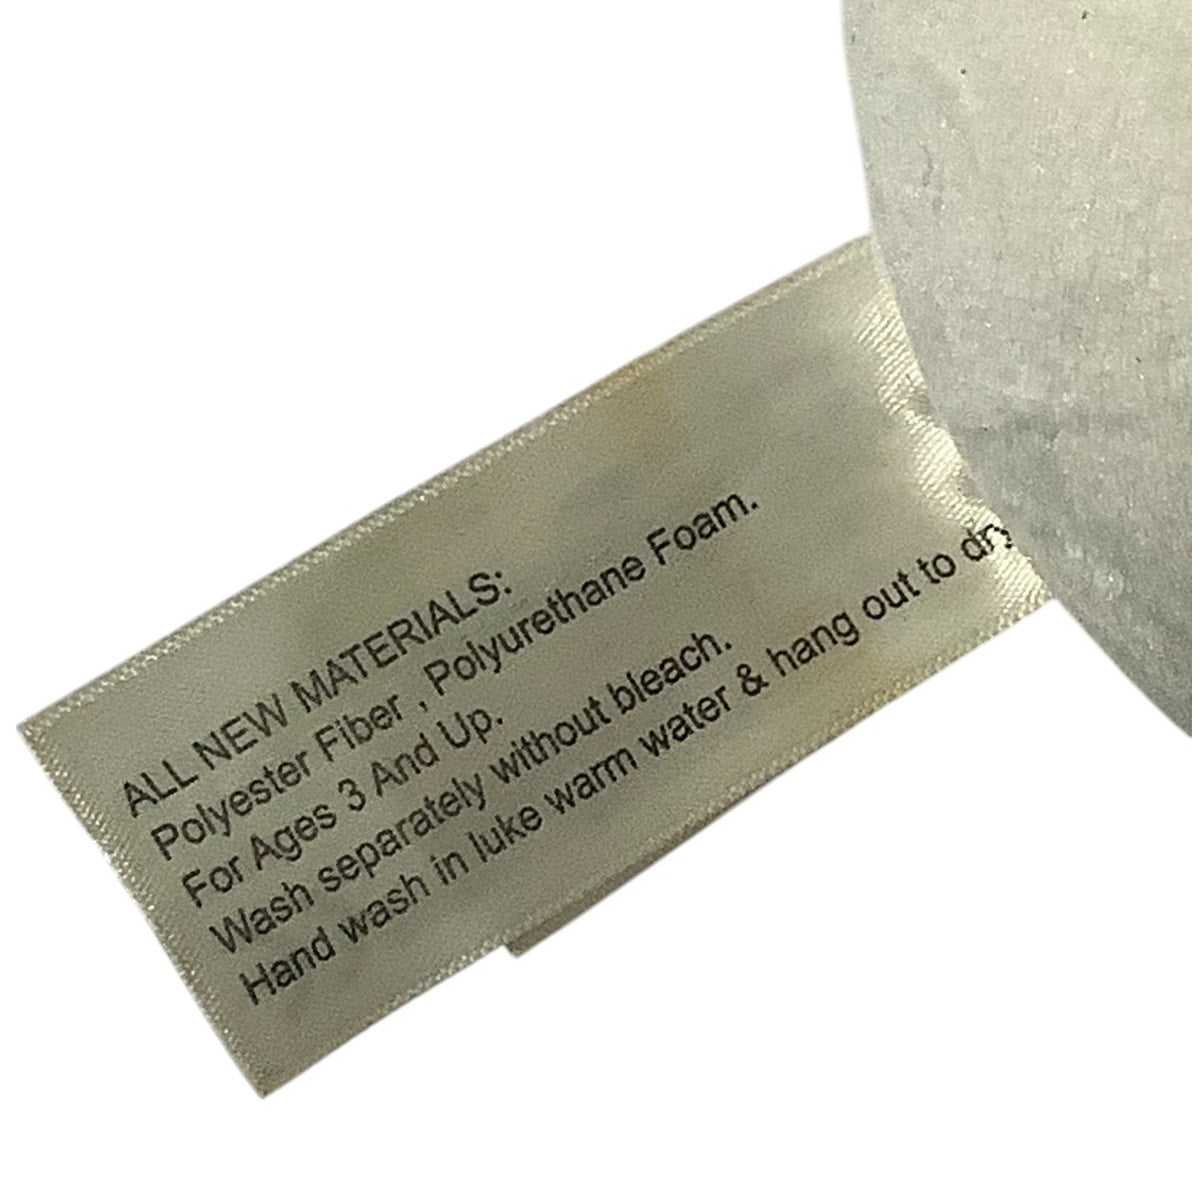 ALL NEW MATERIALS:
Polyester Fiber , Polyurethane Foam.
For Ages 3 And Up.
Wash separately without bleach.
Hand wash in luke warm water & hang out to dry